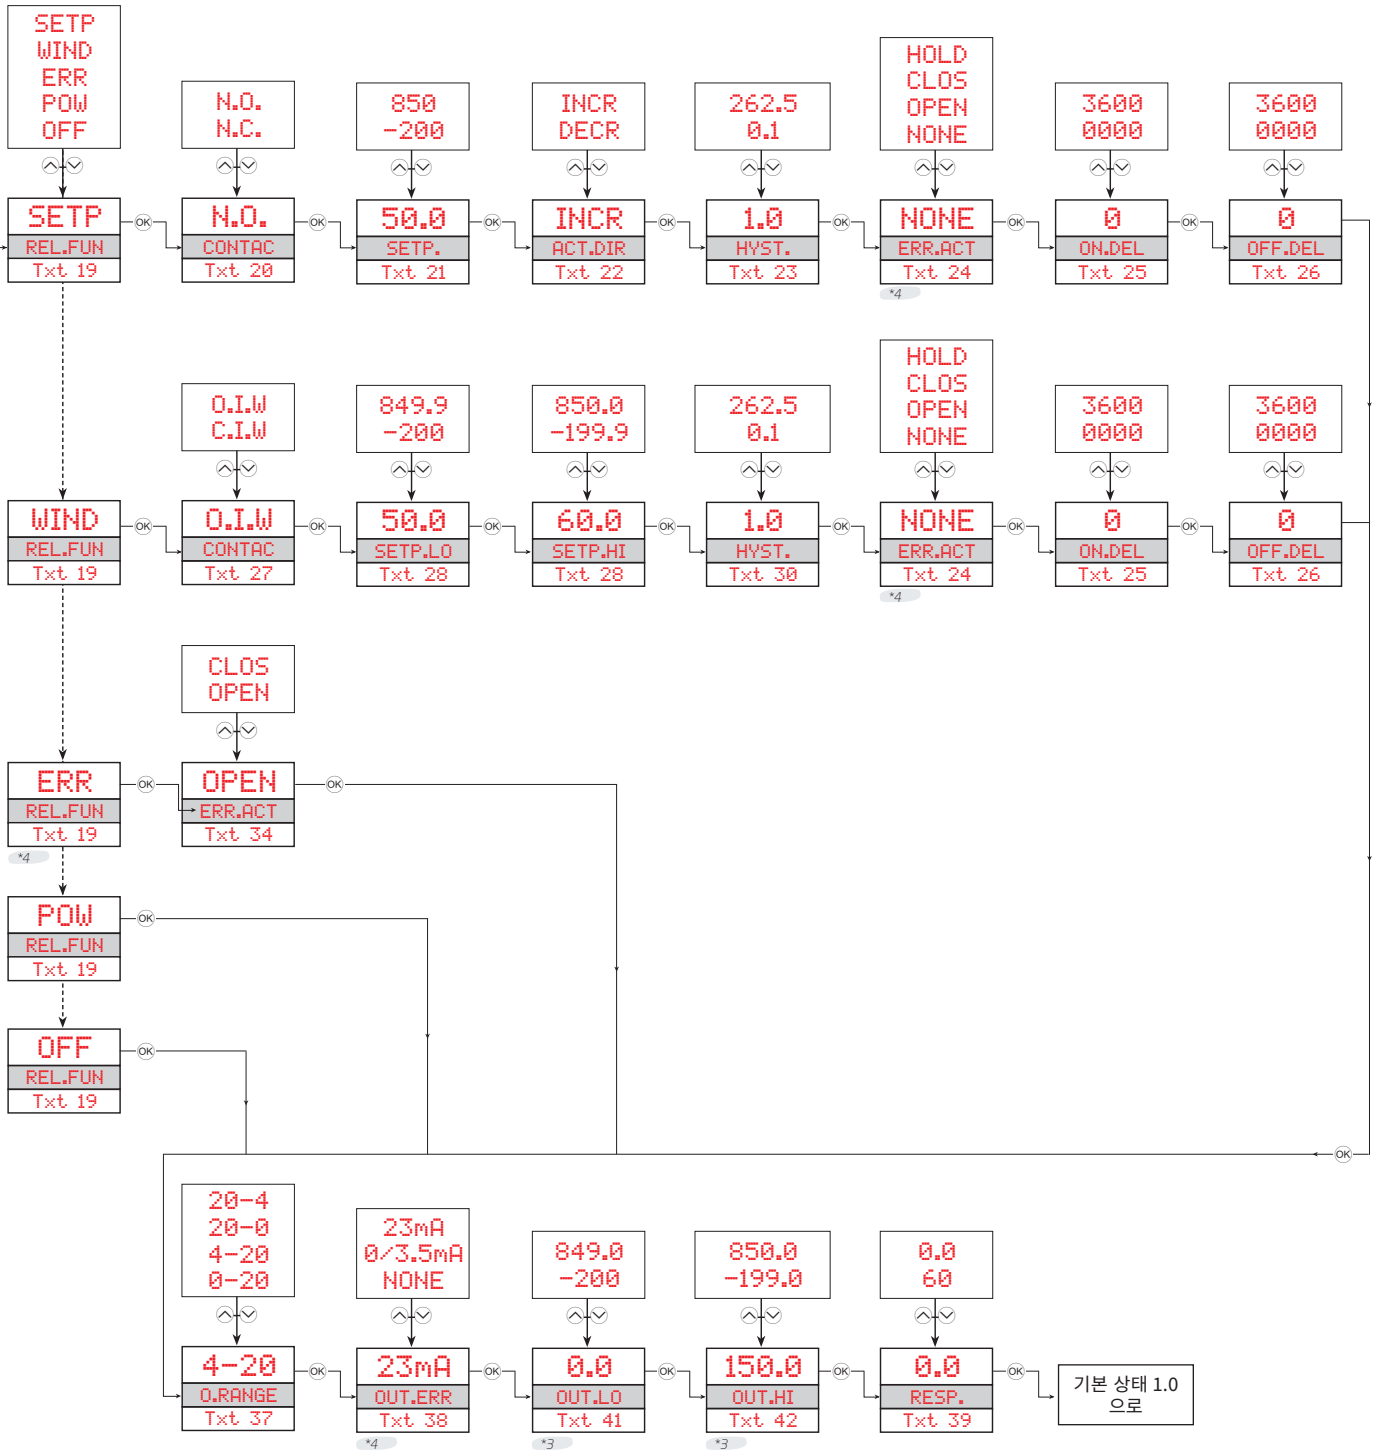 SETP
WIND
ERR
POW
OFF
N.O.
N.C.
850
-200
INCR
DECR
262.5
0.1
HOLD
CLOS
OPEN
NONE
3600
0000
3600
0000
SETP
REL.FUN
Txt 19
OK
N.O.
CONTAC
Txt 20
OK
50.0
SETP.
Txt 21
OK
INCR
ACT.DIR
Txt 22
OK
1.0
HYST.
Txt 23
OK
NONE
ERR.ACT
Txt 24
*4
OK
0
ON.DEL
Txt 25
OK
0
OFF.DEL
Txt 26
O.I.W
C.I.W
849.9
-200
850.0
-199.9
262.5
0.1
HOLD
CLOS
OPEN
NONE
3600
0000
3600
0000
WIND
REL.FUN
Txt 19
OK
O.I.W
CONTAC
Txt 27
OK
50.0
SETP.LO
Txt 28
OK
60.0
SETP.HI
Txt 28
OK
1.0
HYST.
Txt 30
OK
NONE
ERR.ACT
Txt 24
*4
OK
0
ON.DEL
Txt 25
OK
0
OFF.DEL
Txt 26
CLOS
OPEN
ERR
REL.FUN
Txt 19
*4
OK
OPEN
ERR.ACT
Txt 34
OK
POW
REL.FUN
Txt 19
OK
OFF
REL.FUN
Txt 19
OK
OK
20-4
20-0
4-20
0-20
23mA
0/3.5mA
NONE
849.0
-200
850.0
-199.0
0.0
60
4-20
O.RANGE
Txt 37
OK
23mA
OUT.ERR
Txt 38
*4
OK
0.0
OUT.LO
Txt 41
*3
OK
150.0
OUT.HI
Txt 42
*3
OK
0.0
RESP.
Txt 39
OK
기본 상태 1.0
으로